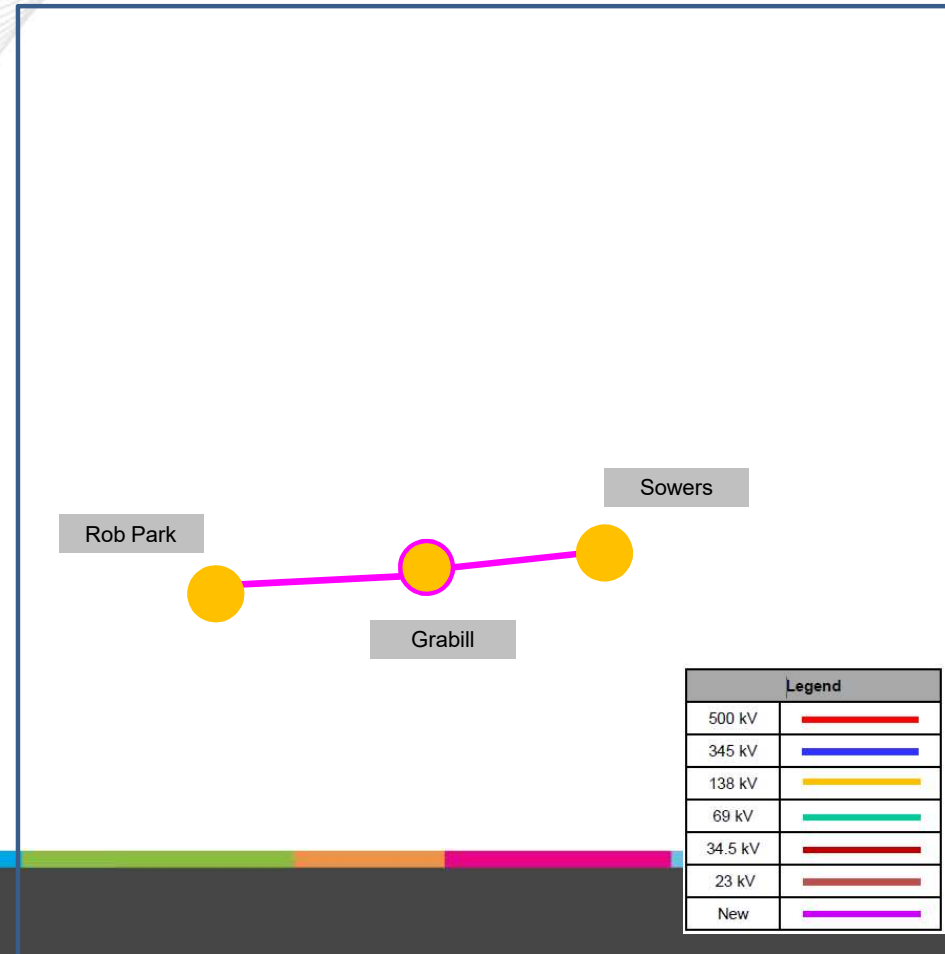 Sowers
Rob Park
Grabill
Legend
500 kV
345 kV
138 kV
69 kV
34.5 kV
23 kV
New